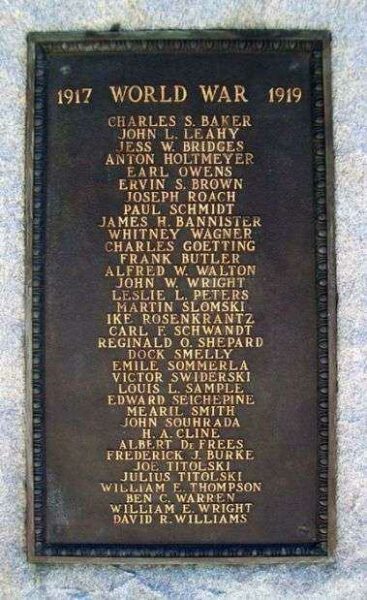 1917 WORLD WAR 1919
CHARLES S. BAKER
JOHN L. LEAHY
JESS W. BRIDGES
ANTON HOLTMEYER
EARL OWENS
ERVIN S. BROWN
JOSEPH ROACH
PAUL SCHMIDT
JAMES H. BANNISTER
WHITNEY WAGNER
CHARLES GOETTING
FRANK BUTLER
ALFRED W. WALTON
JOHN W. WRIGHT
LESLIE L. PETERS
MARTIN SLOMSKI
IKE ROSENKRANTZ
CARL F. SCHWANDT
REGINALD O. SHEPARD
DOCK SMELLY
EMILE SOMMERLA
VICTOR SWIDERSKI
LOUIS L. SAMPLE
EDWARD SEICHEPINE
MEARIL SMITH
JOHN SOUHRADA
H. A. CLINE
ALBERT DE FREES
FREDERICK J. BURKE
JOE TITOLSKI
JULIUS TITOLSKI
WILLIAM E. THOMPSON
BEN C. WARREN
WILLIAM E. WRIGHT
DAVID R. WILLIAMS